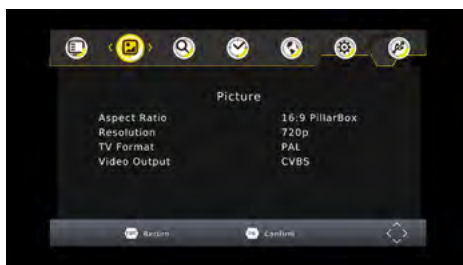 Picture
Aspect Ratio 16:9 PillarBox
Resolution 720p
TV Format PAL
Video Output CVBS
Return Confirm